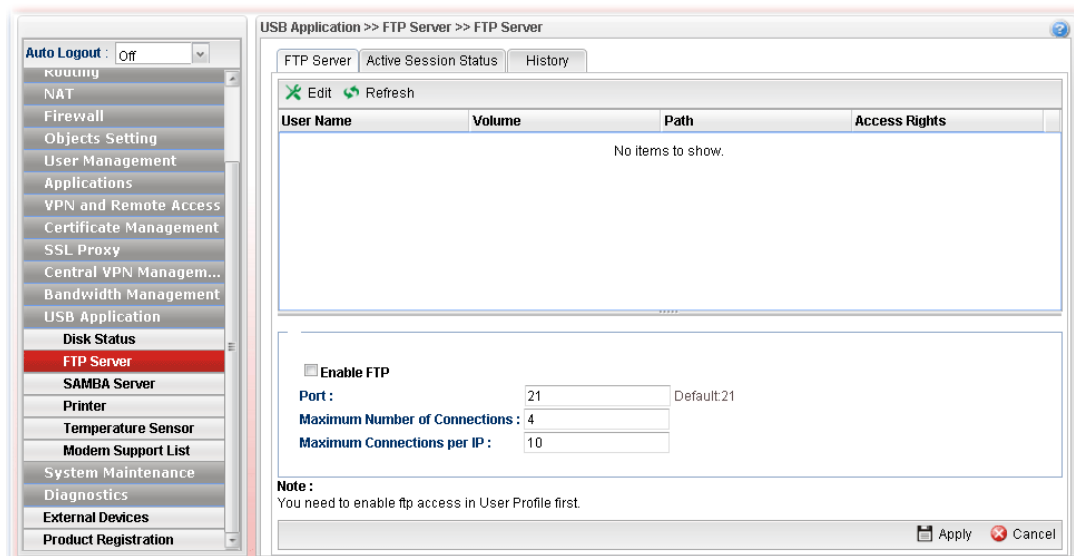 USB Application >> FTP Server >> FTP Server
Auto Logout : Off
Routing
NAT
Firewall
Objects Setting
User Management
Applications
VPN and Remote Access
Certificate Management
SSL Proxy
Central VPN Managem...
Bandwidth Management
USB Application
Disk Status
FTP Server
SAMBA Server
Printer
Temperature Sensor
Modem Support List
System Maintenance
Diagnostics
External Devices
Product Registration
FTP Server Active Session Status History
Edit Refresh
User Name Volume Path Access Rights
No items to show.
Enable FTP
Port : 21 Default:21
Maximum Number of Connections : 4
Maximum Connections per IP : 10
Note :
You need to enable ftp access in User Profile first.
Apply Cancel